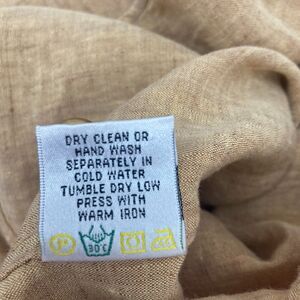 DRY CLEAN OR
HAND WASH
SEPARATELY IN
COLD WATER
TUMBLE DRY LOW
PRESS WITH
WARM IRON
P 30°C